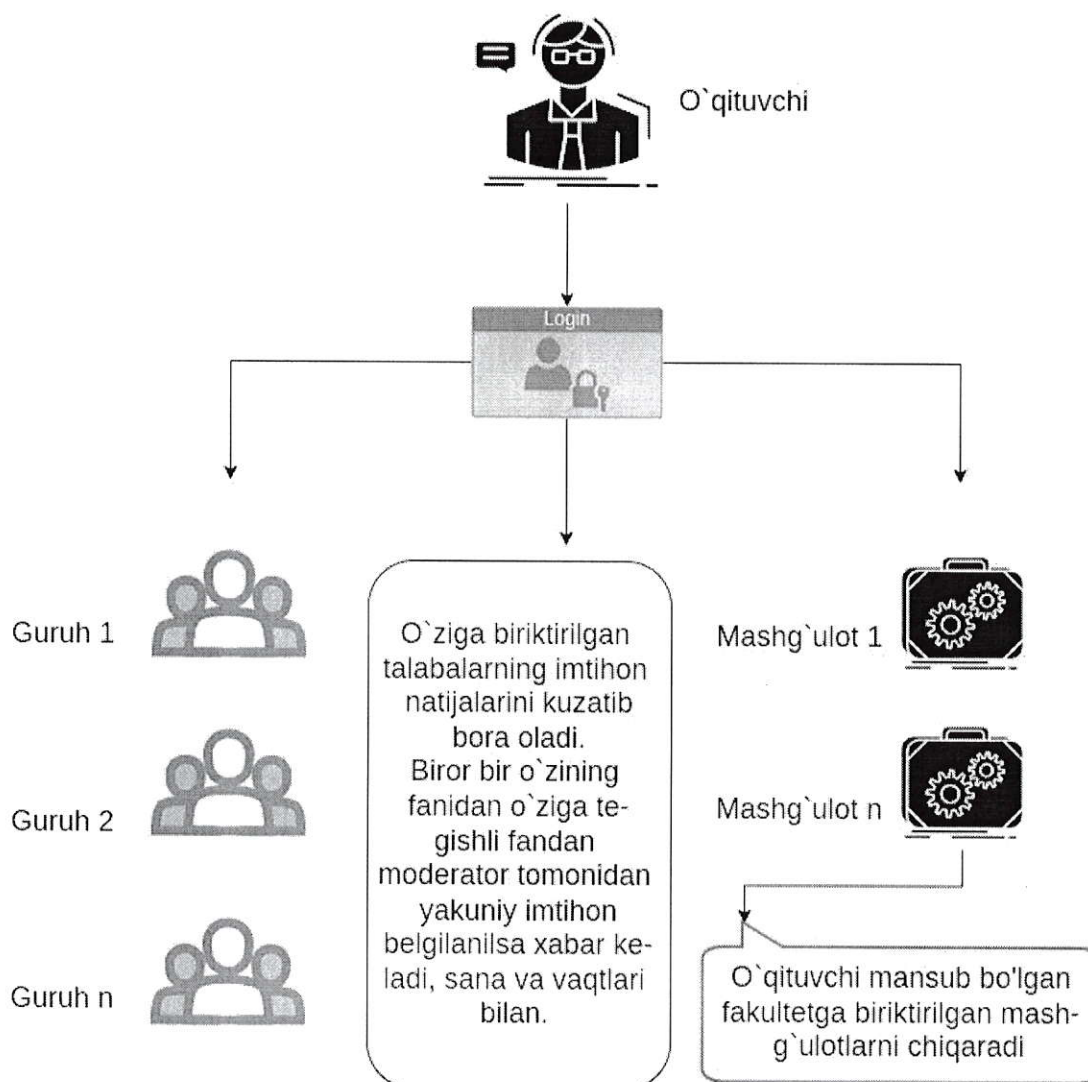 O`qituvchi
Login
Guruh 1
Guruh 2
Guruh n
O`ziga biriktirilgan
talabalarning imtihon
natijalarini kuzatib
bora oladi.
Biror bir o`zining
fanidan o`ziga te-
gishli fandan
moderator tomonidan
yakuniy imtihon
belgilanilsa xabar ke-
ladi, sana va vaqtlari
bilan.
Mashg`ulot 1
Mashg`ulot n
O`qituvchi mansub bo'lgan
fakultetga biriktirilgan mash-
g`ulotlarni chiqaradi